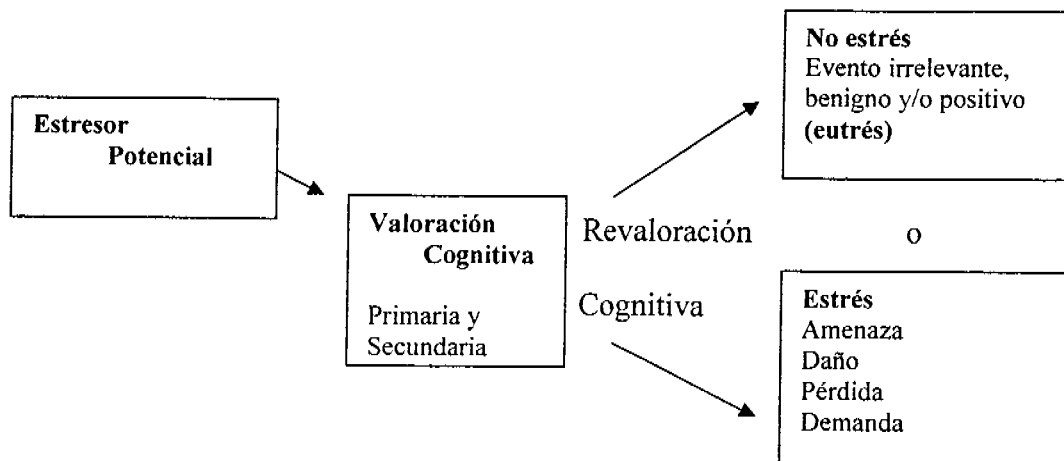 Estresor
Potencial
Valoración
Cognitiva
Primaria y
Secundaria
Revaloración
Cognitiva
No estrés
Evento irrelevante,
benigno y/o positivo
(eutrés)
o
Estrés
Amenaza
Daño
Pérdida
Demanda